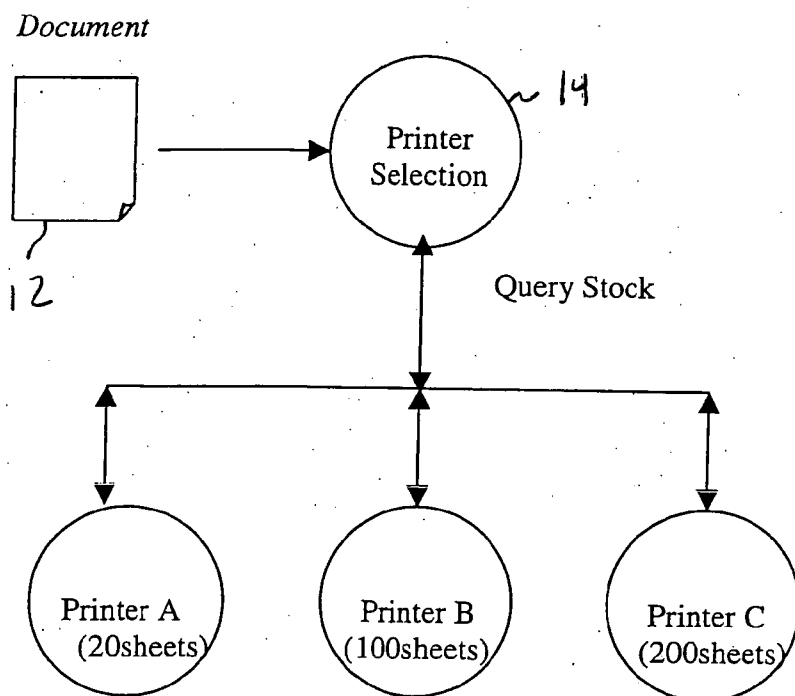 Document
14
Printer
Selection
12
Query Stock
Printer A
(20sheets)
Printer B
(100sheets)
Printer C
(200sheets)